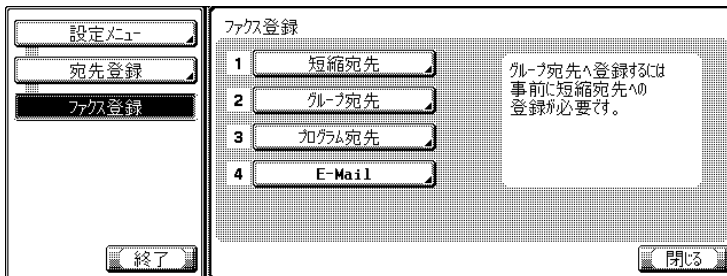 設定メニュー
宛先登録
ファクス登録
終了
ファクス登録
1 短縮宛先
2 グループ宛先
3 プログラム宛先
4 E-Mail
グループ宛先へ登録するには
事前に短縮宛先への
登録が必要です。
閉じる